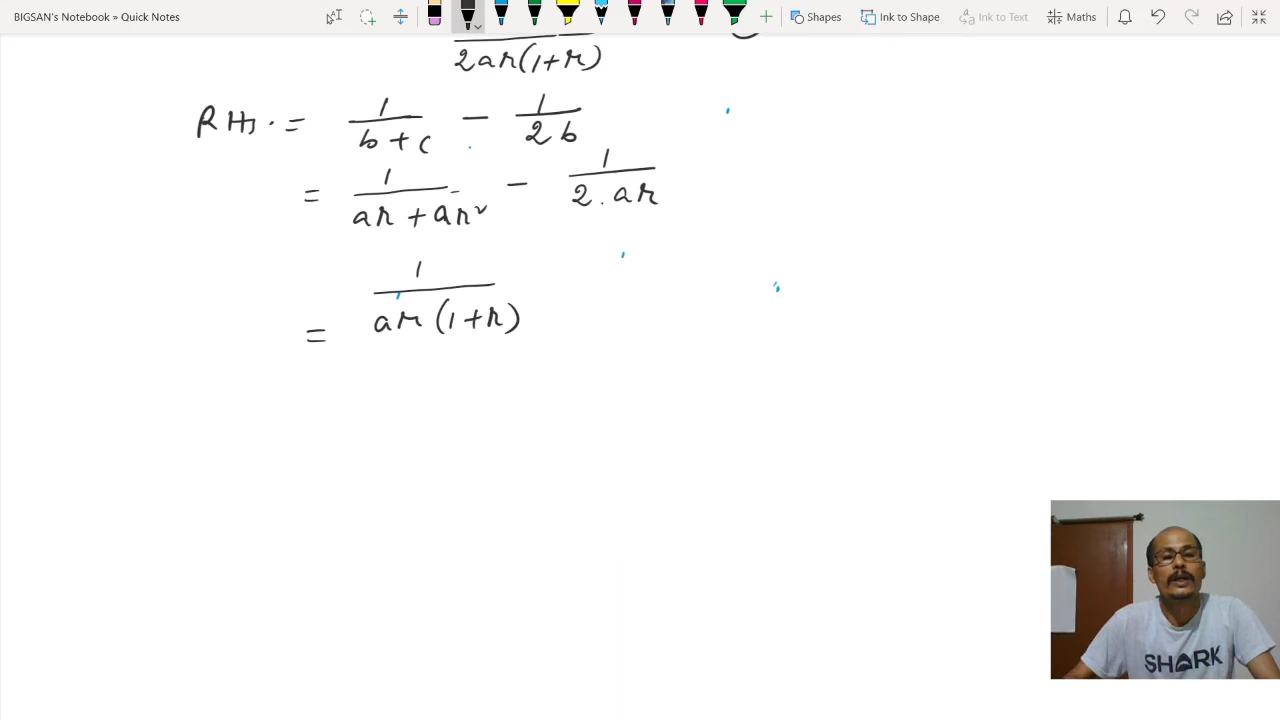 BIGSAN's Notebook » Quick Notes
Shapes Ink to Shape Ink to Text Maths
2ar(1+r)
RHS. = 1/(b+c) - 1/(2b)
= 1/(ar+ar²) - 1/(2.ar)
= 1/(ar(1+r))
SHARK